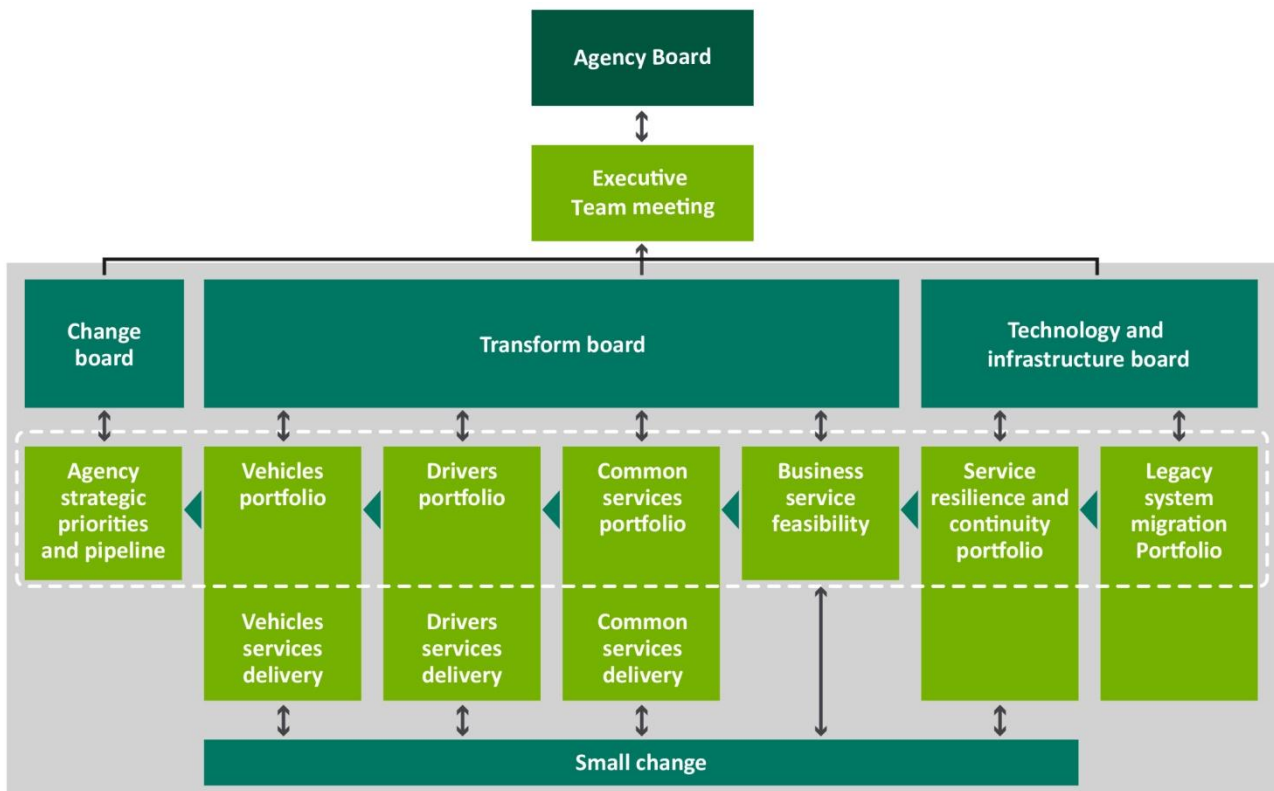 Agency Board
Executive
Team meeting
Change
board
Transform board
Technology and
infrastructure board
Agency
strategic
priorities
and pipeline
Vehicles
portfolio
Drivers
portfolio
Common
services
portfolio
Business
service
feasibility
Service
resilience and
continuity
portfolio
Legacy
system
migration
Portfolio
Vehicles
services
delivery
Drivers
services
delivery
Common
services
delivery
Small change